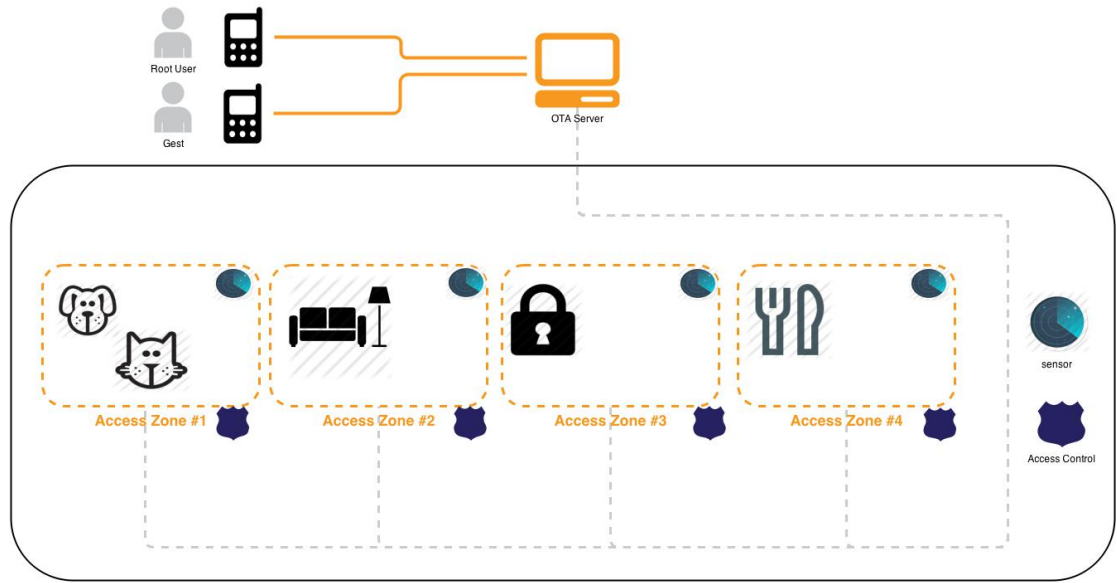 Root User
Gest
OTA Server
Access Zone #1
Access Zone #2
Access Zone #3
Access Zone #4
sensor
Access Control